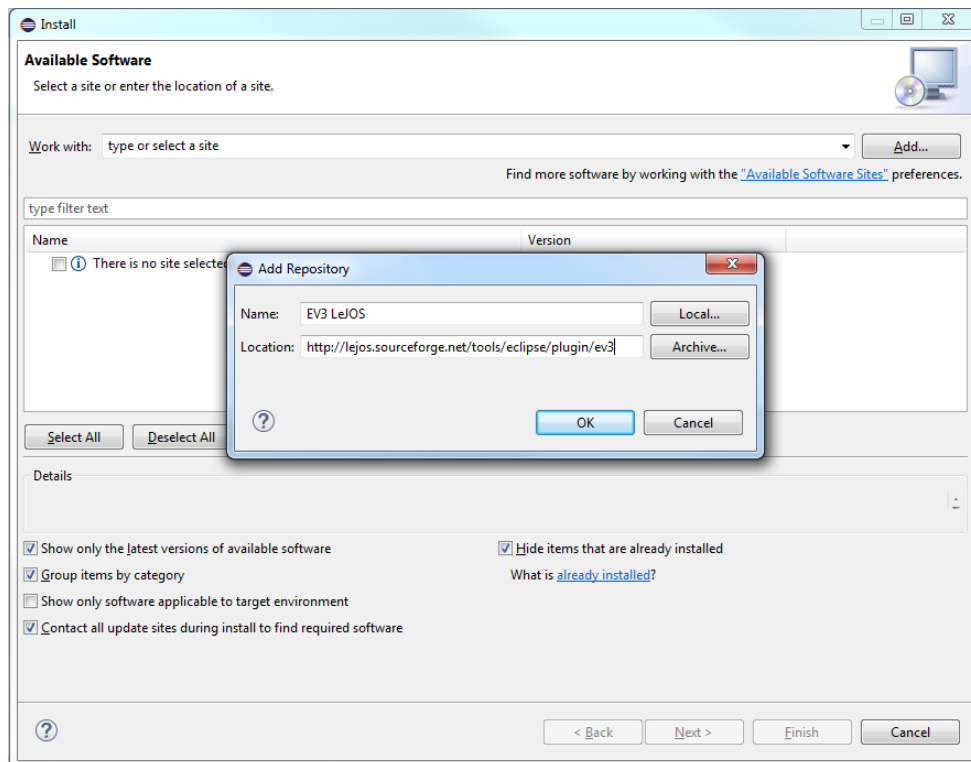 Install
Available Software
Select a site or enter the location of a site.
Work with: type or select a site Add...
Find more software by working with the "Available Software Sites" preferences.
type filter text
Name Version
There is no site selected
Add Repository
Name: EV3 LeJOS Local...
Location: http://lejos.sourceforge.net/tools/eclipse/plugin/ev3 Archive...
OK Cancel
Select All Deselect All
Details
Show only the latest versions of available software Hide items that are already installed
Group items by category What is already installed?
Show only software applicable to target environment
Contact all update sites during install to find required software
< Back Next > Finish Cancel